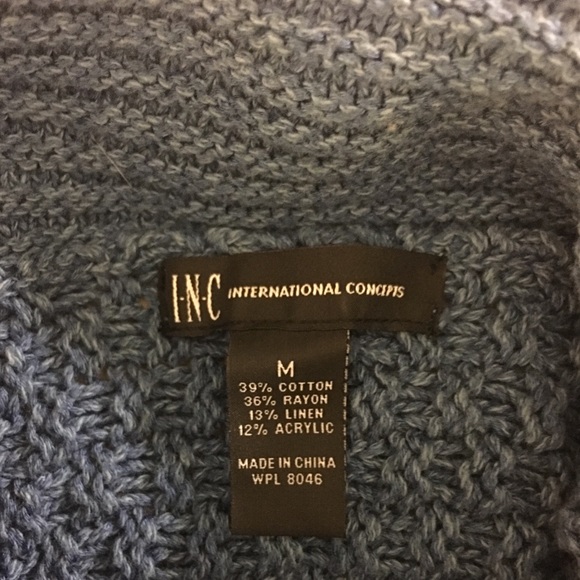 I·N·C INTERNATIONAL CONCEPTS
M
39% COTTON
36% RAYON
13% LINEN
12% ACRYLIC
MADE IN CHINA
WPL 8046